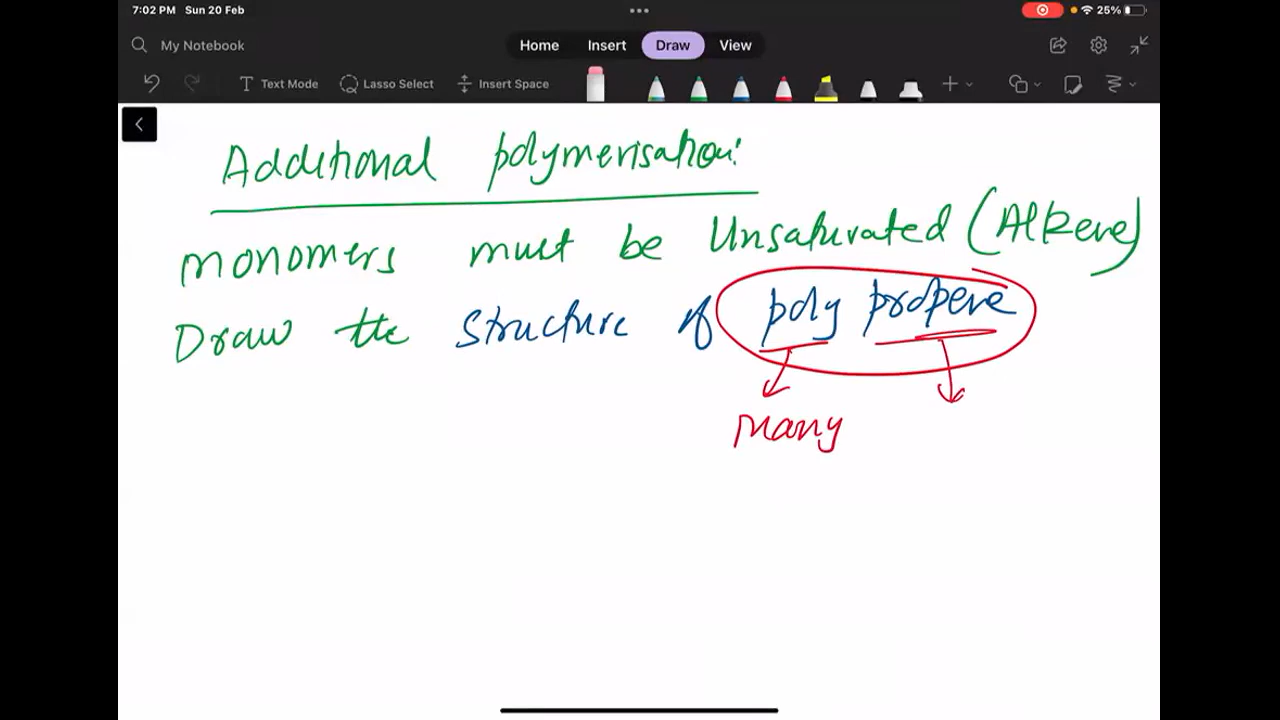 7:02 PM Sun 20 Feb
25%
My Notebook
Home Insert Draw View
Text Mode Lasso Select Insert Space
Additional polymerisation:
monomers must be Unsaturated (Alkene)
Draw the structure of poly propene
Many